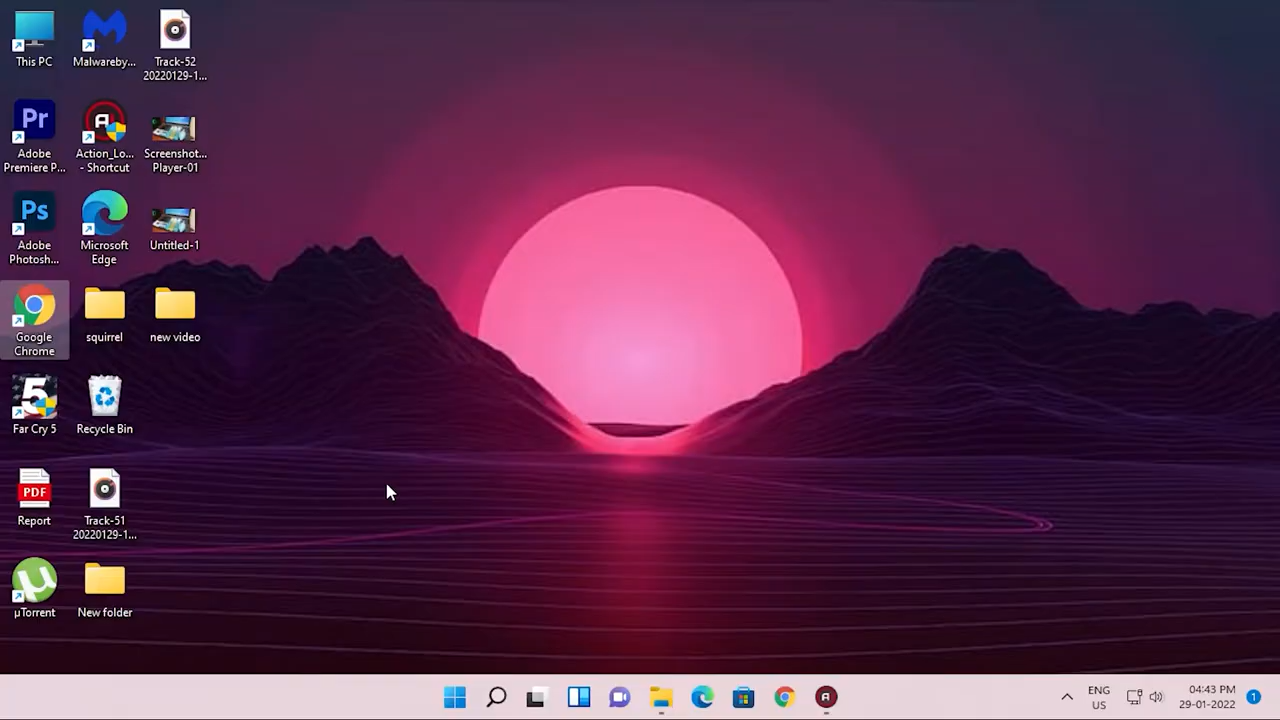 This PC
Malwareby...
Track-52
20220129-1...
Pr
Adobe
Premiere P...
Action_Lo...
- Shortcut
Screenshot...
Player-01
Ps
Adobe
Photosh...
Microsoft
Edge
Untitled-1
Google
Chrome
squirrel
new video
5
Far Cry 5
Recycle Bin
PDF
Report
Track-51
20220129-1...
µTorrent
New folder
ENG
US
04:43 PM
29-01-2022
1